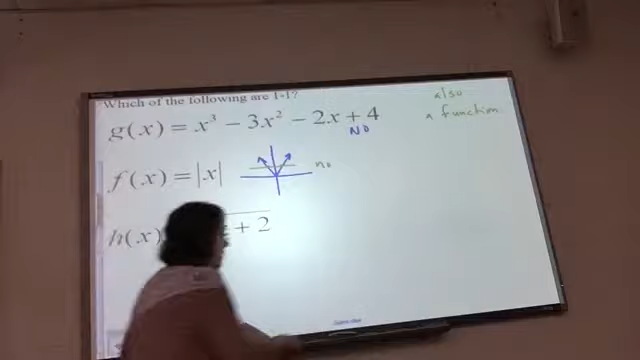 Which of the following are 1-1?
also
g(x) = x³ − 3x² − 2x + 4
a function
NO
f(x) = |x|
no
h(x)
+ 2